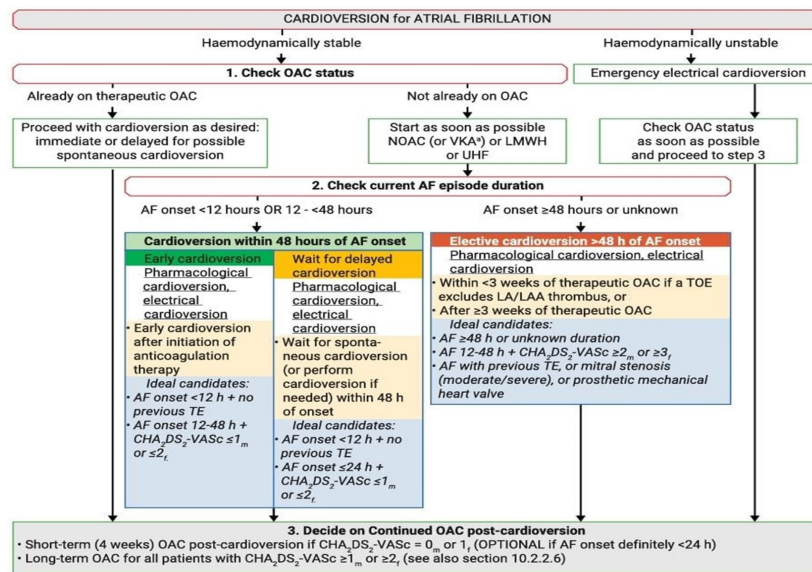 CARDIOVERSION for ATRIAL FIBRILLATION
Haemodynamically stable
Haemodynamically unstable
1. Check OAC status
Emergency electrical cardioversion
Already on therapeutic OAC
Not already on OAC
Proceed with cardioversion as desired:
immediate or delayed for possible
spontaneous cardioversion
Start as soon as possible
NOAC (or VKAᵃ) or LMWH
or UHF
Check OAC status
as soon as possible
and proceed to step 3
2. Check current AF episode duration
AF onset <12 hours OR 12 - <48 hours
AF onset ≥48 hours or unknown
Cardioversion within 48 hours of AF onset
Early cardioversion
Pharmacological
cardioversion,
electrical
cardioversion
• Early cardioversion
after initiation of
anticoagulation
therapy
Ideal candidates:
• AF onset <12 h + no
previous TE
• AF onset 12-48 h +
CHA₂DS₂-VASc ≤1m
or ≤2f.
Wait for delayed
cardioversion
Pharmacological
cardioversion,
electrical
cardioversion
• Wait for sponta-
neous cardioversion
(or perform
cardioversion if
needed) within 48 h
of onset
Ideal candidates:
• AF onset <12 h + no
previous TE
• AF onset ≤24 h +
CHA₂DS₂-VASc ≤1m
or ≤2f.
Elective cardioversion >48 h of AF onset
Pharmacological cardioversion, electrical
cardioversion
• Within <3 weeks of therapeutic OAC if a TOE
excludes LA/LAA thrombus, or
• After ≥3 weeks of therapeutic OAC
Ideal candidates:
• AF ≥48 h or unknown duration
• AF 12-48 h + CHA₂DS₂-VASc ≥2m or ≥3f
• AF with previous TE, or mitral stenosis
(moderate/severe), or prosthetic mechanical
heart valve
3. Decide on Continued OAC post-cardioversion
• Short-term (4 weeks) OAC post-cardioversion if CHA₂DS₂-VASc = 0m or 1f (OPTIONAL if AF onset definitely <24 h)
• Long-term OAC for all patients with CHA₂DS₂-VASc ≥1m or ≥2f (see also section 10.2.2.6)